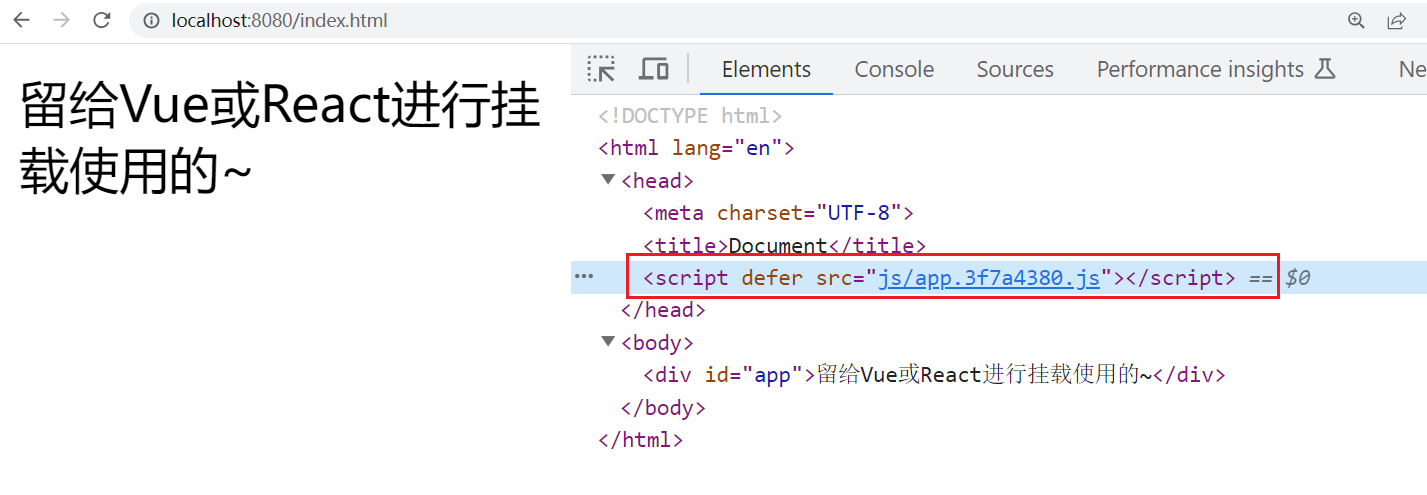 localhost:8080/index.html
留给Vue或React进行挂
载使用的~
Elements Console Sources Performance insights Ne
<!DOCTYPE html>
<html lang="en">
<head>
<meta charset="UTF-8">
<title>Document</title>
<script defer src="js/app.3f7a4380.js"></script> == $0
</head>
<body>
<div id="app">留给Vue或React进行挂载使用的~</div>
</body>
</html>